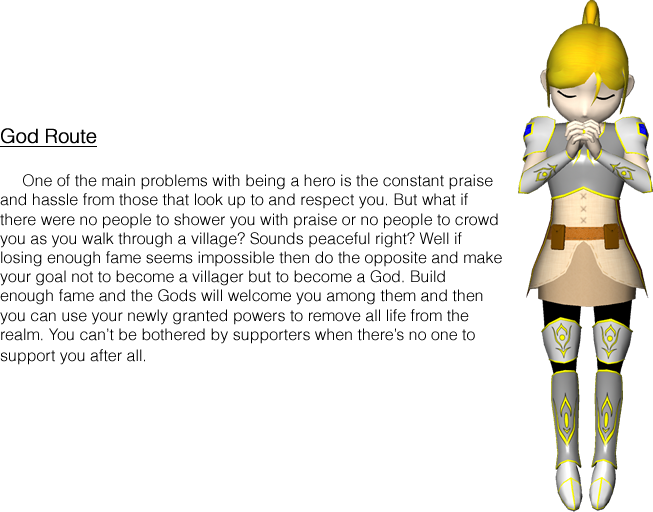 God Route
One of the main problems with being a hero is the constant praise
and hassle from those that look up to and respect you. But what if
there were no people to shower you with praise or no people to crowd
you as you walk through a village? Sounds peaceful right? Well if
losing enough fame seems impossible then do the opposite and make
your goal not to become a villager but to become a God. Build
enough fame and the Gods will welcome you among them and then
you can use your newly granted powers to remove all life from the
realm. You can’t be bothered by supporters when there’s no one to
support you after all.